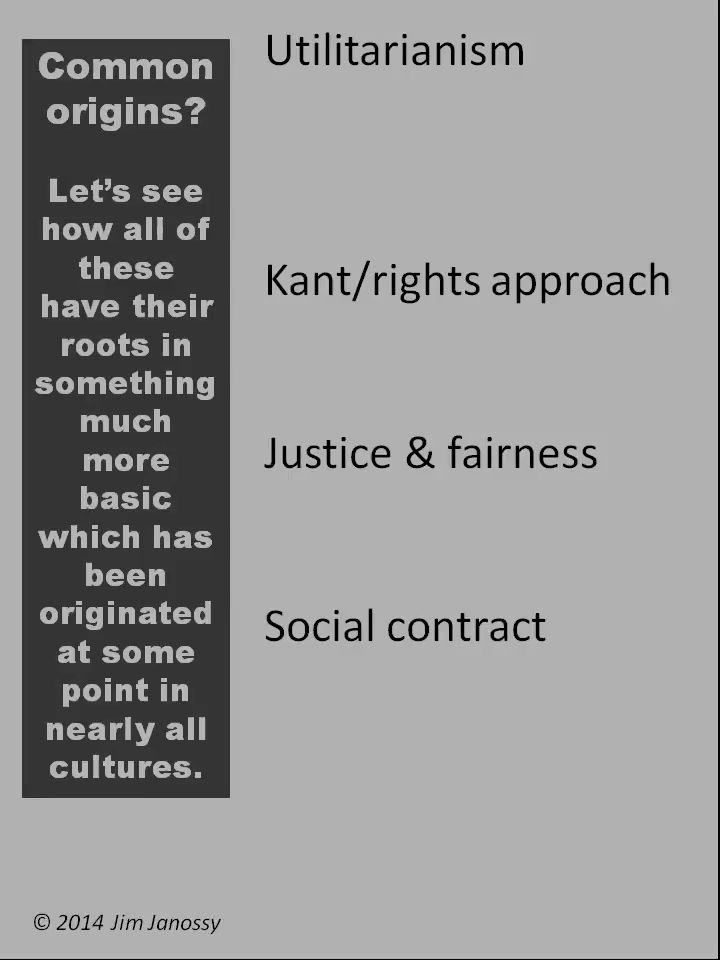 Common
origins?
Let's see
how all of
these
have their
roots in
something
much
more
basic
which has
been
originated
at some
point in
nearly all
cultures.
Utilitarianism
Kant/rights approach
Justice & fairness
Social contract
© 2014 Jim Janossy